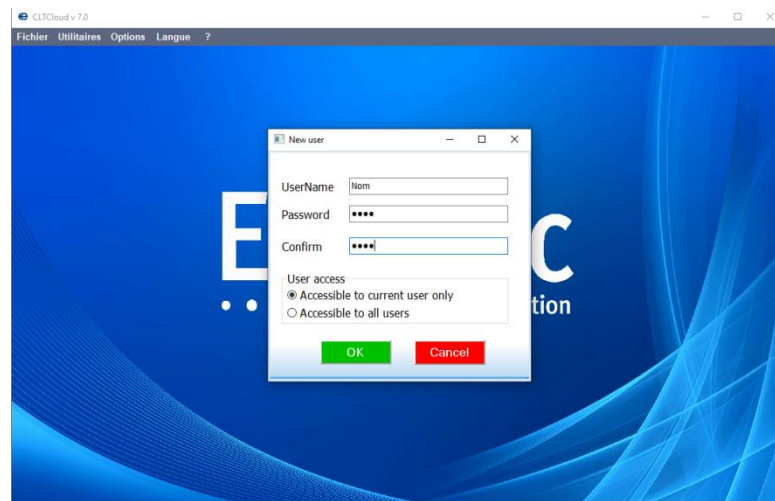 CLTCloud v 7.0
Fichier Utilitaires Options Langue ?
New user
UserName Nom
Password ••••
Confirm ••••
User access
Accessible to current user only
Accessible to all users
OK Cancel